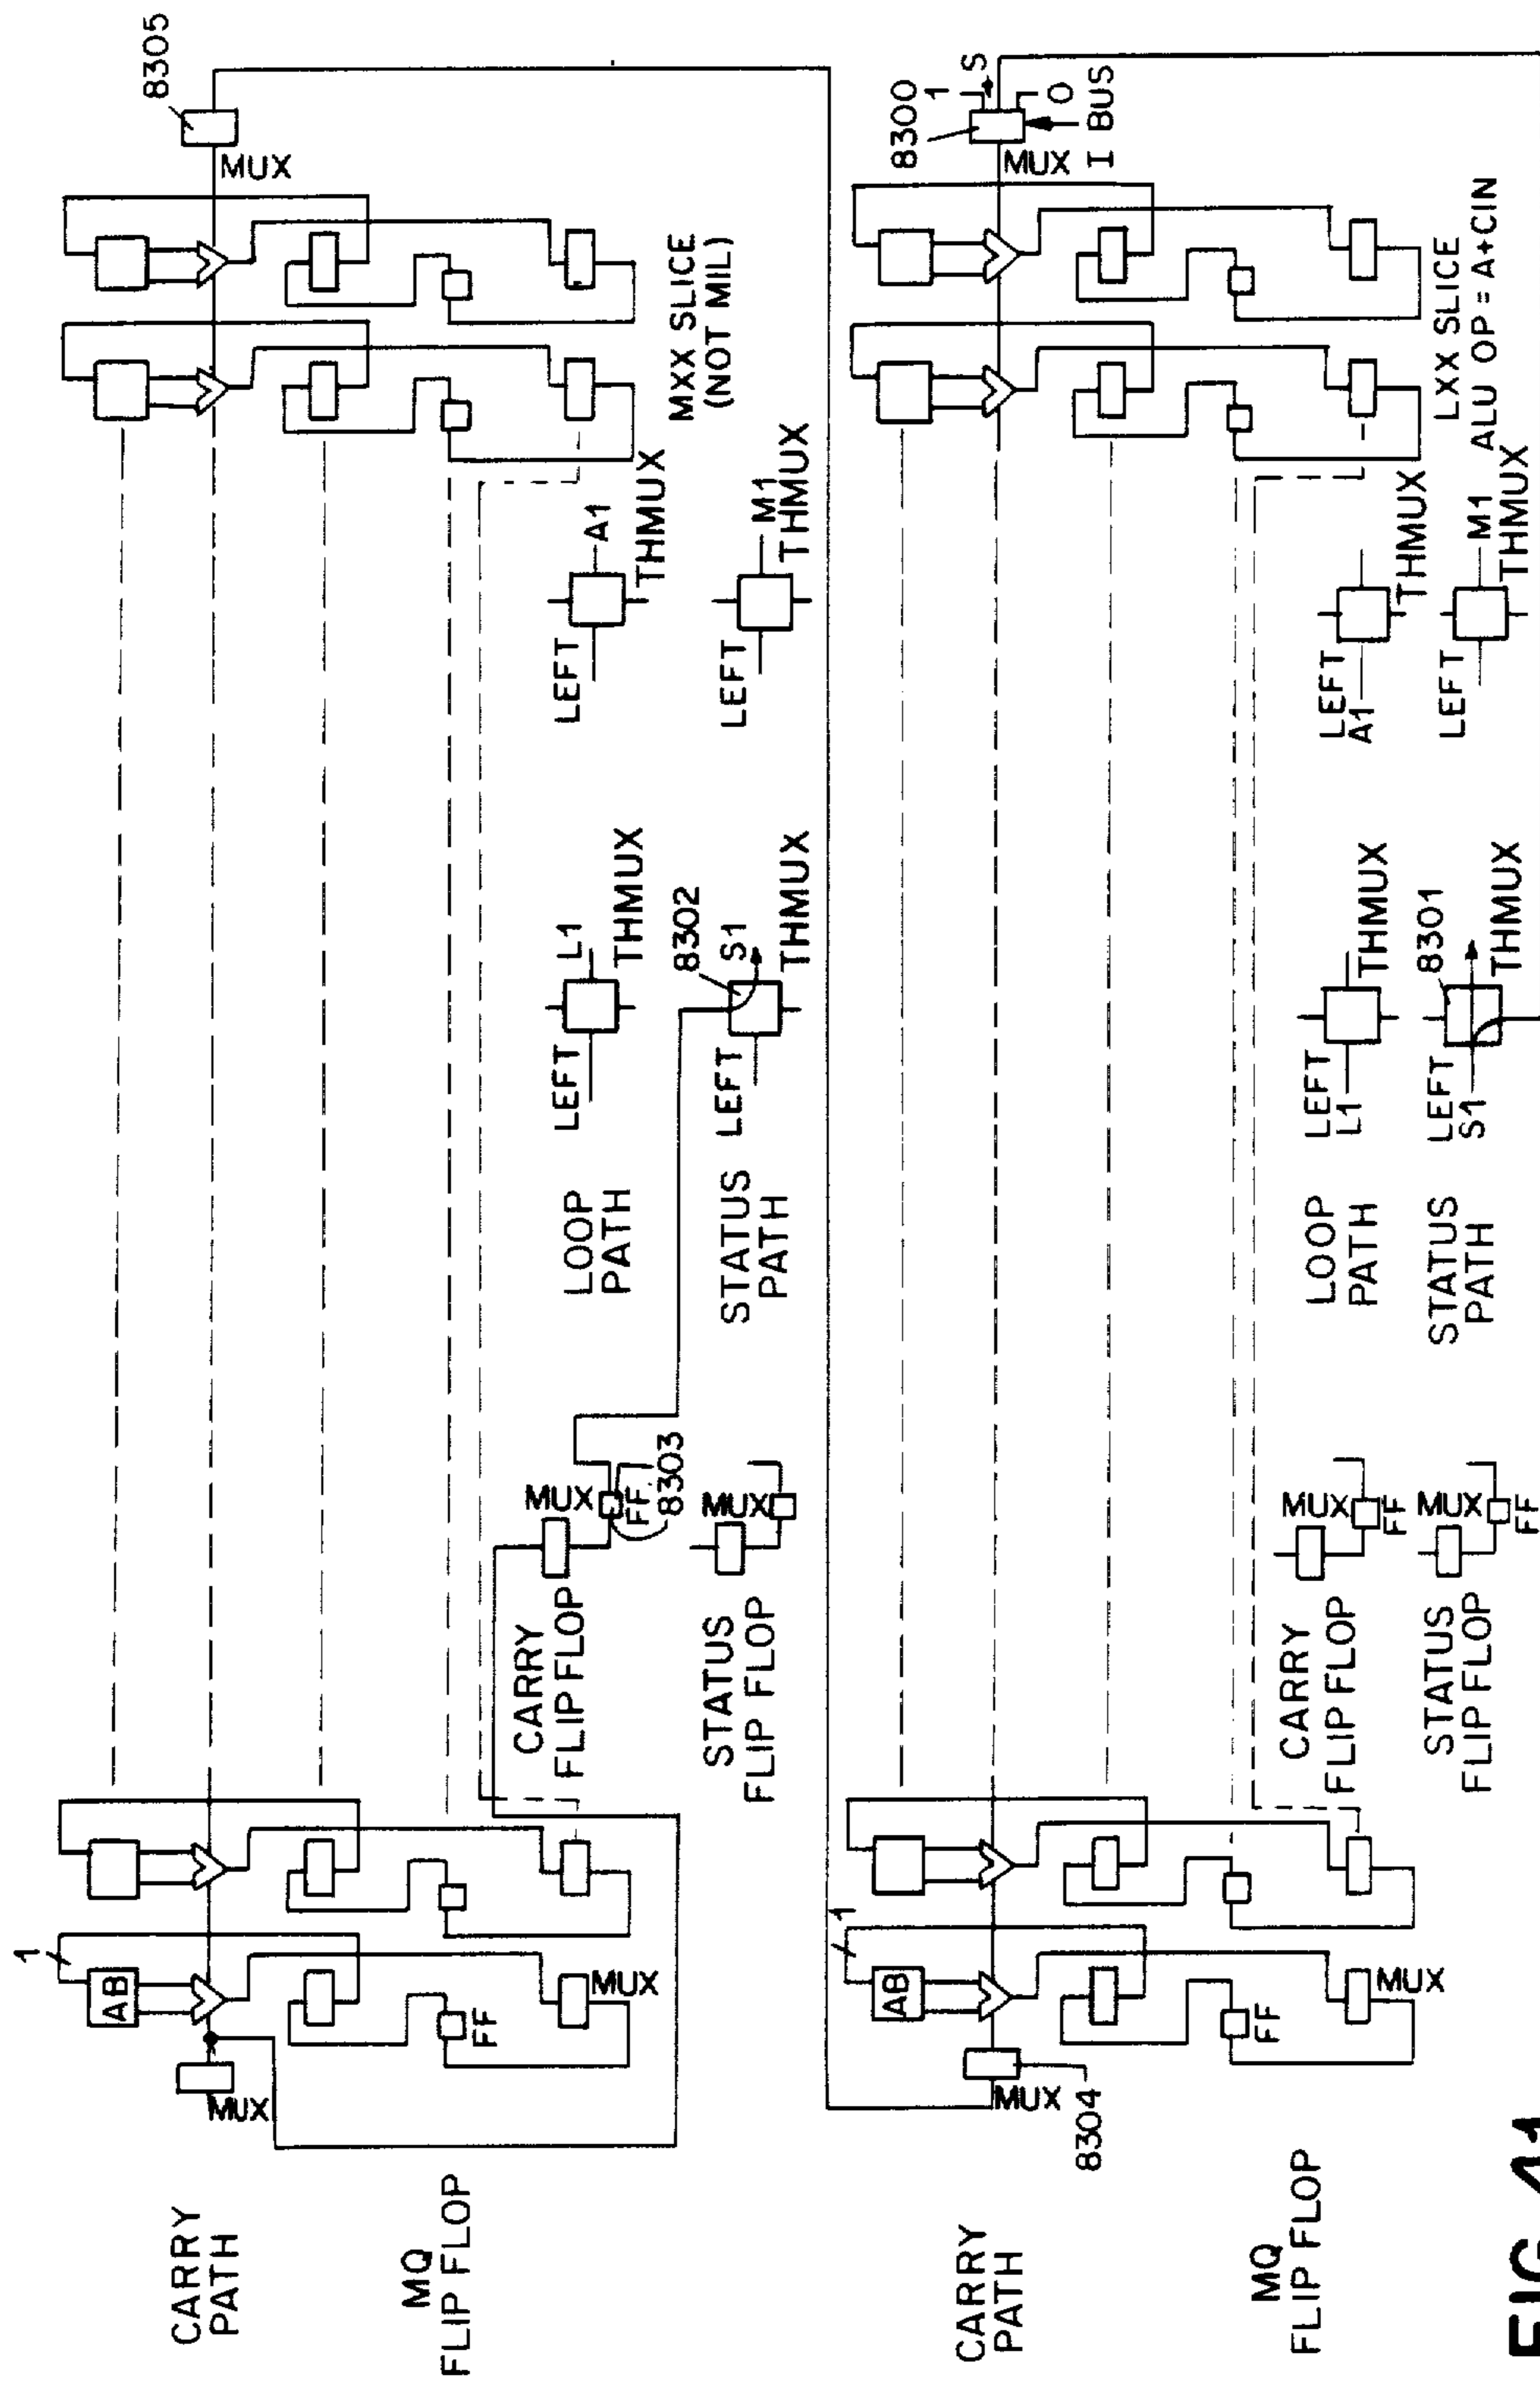 8305
MUX
1
AB
MUX
CARRY
PATH
MXX SLICE
(NOT MIL)
FF
MUX
MQ
FLIP FLOP
CARRY
FLIP FLOP
MUX
FF
8303
LOOP
PATH
LEFT
L1
THMUX
LEFT
A1
THMUX
STATUS
FLIP FLOP
MUX
STATUS
PATH
LEFT
8302
S1
THMUX
LEFT
M1
THMUX
8300
1
S
0
MUX
I BUS
1
AB
MUX
8304
CARRY
PATH
LXX SLICE
ALU OP = A+CIN
FF
MUX
MQ
FLIP FLOP
CARRY
FLIP FLOP
MUX
FF
LOOP
PATH
LEFT
L1
THMUX
LEFT
A1
THMUX
STATUS
FLIP FLOP
MUX
FF
STATUS
PATH
LEFT
S1
8301
THMUX
LEFT
M1
THMUX